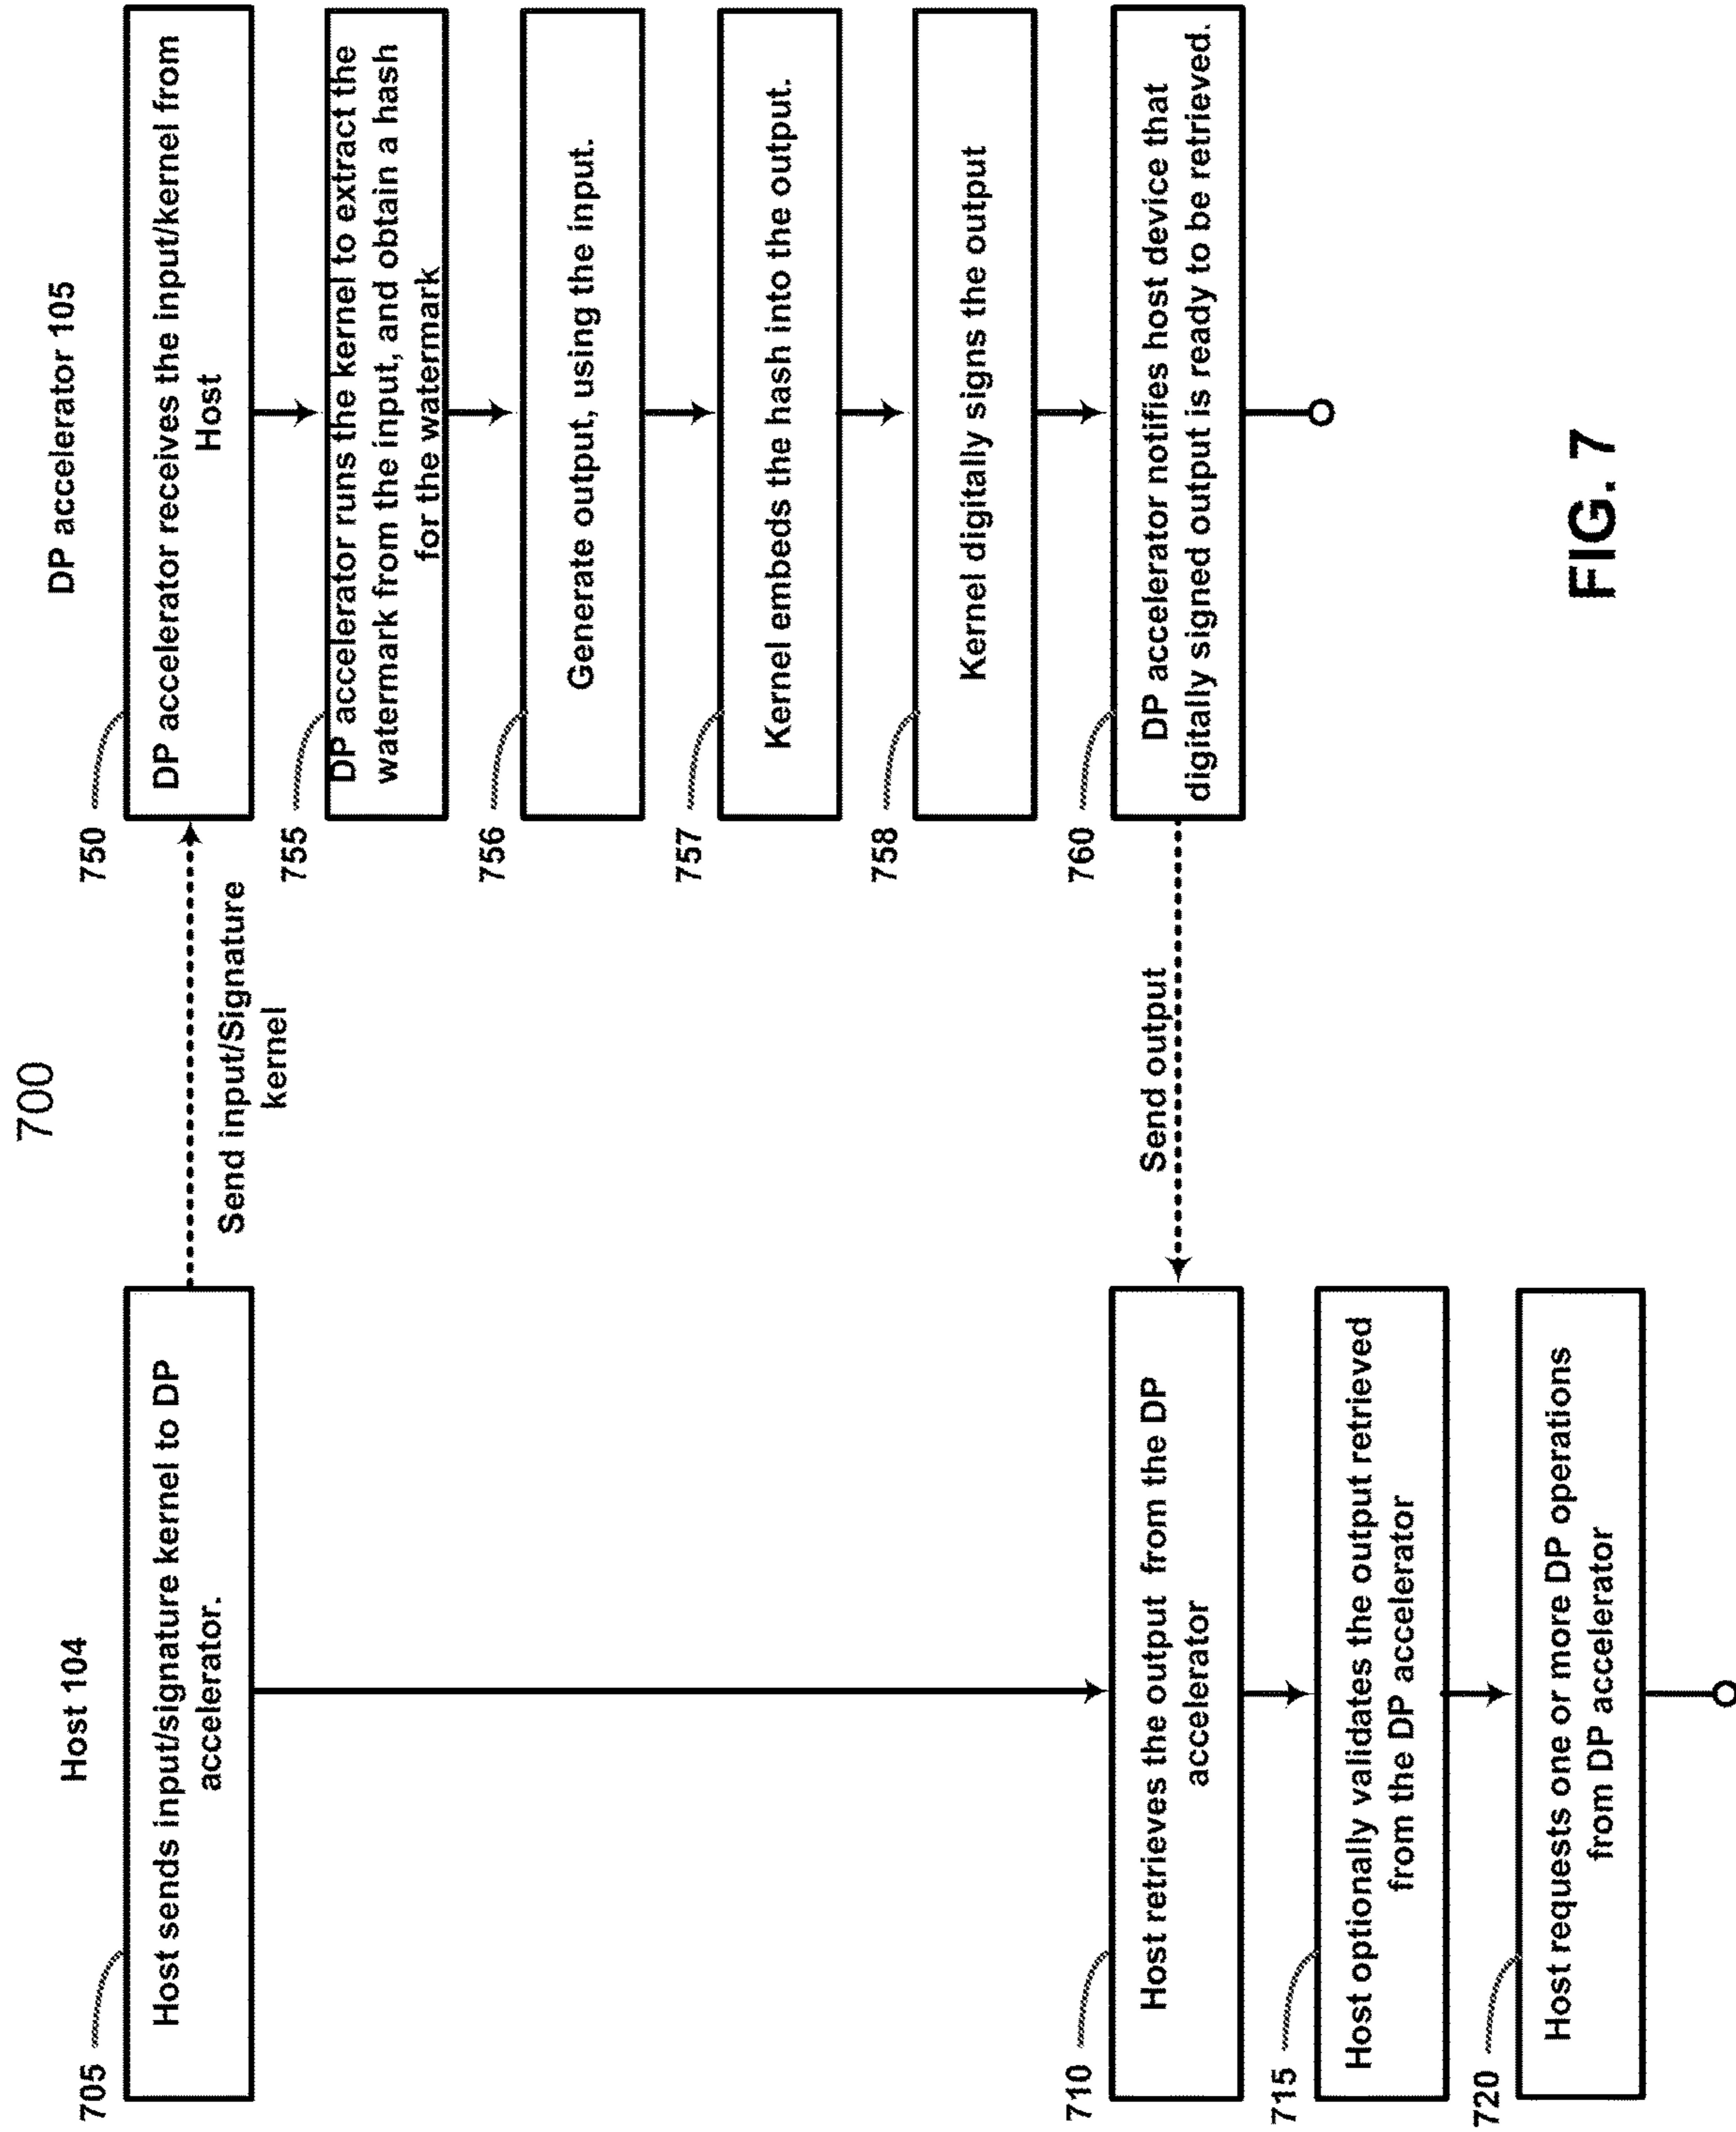 700
Host 104
DP accelerator 105
705
Host sends input/signature kernel to DP
accelerator.
Send input/Signature
kernel
750
DP accelerator receives the input/kernel from
Host
755
DP accelerator runs the kernel to extract the
watermark from the input, and obtain a hash
for the watermark
756
Generate output, using the input.
757
Kernel embeds the hash into the output.
758
Kernel digitally signs the output
760
DP accelerator notifies host device that
digitally signed output is ready to be retrieved.
Send output
710
Host retrieves the output from the DP
accelerator
715
Host optionally validates the output retrieved
from the DP accelerator
720
Host requests one or more DP operations
from DP accelerator
FIG. 7